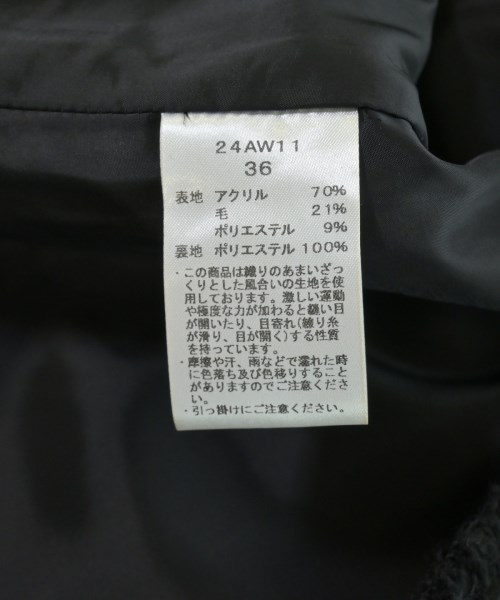 24AW11
36
表地 アクリル 70%
毛 21%
ポリエステル 9%
裏地 ポリエステル 100%
・この商品は織りのあまいざっ
くりとした風合いの生地を使
用しております。激しい運動
や極度な力が加わると縫い目
が開いたり、目寄れ(織り糸
が滑り、目が開く)する性質
を持っています。
・摩擦や汗、雨などで濡れた時
に色落ち及び色移りすること
がありますのでご注意くださ
い。
・引っ掛けにご注意ください。